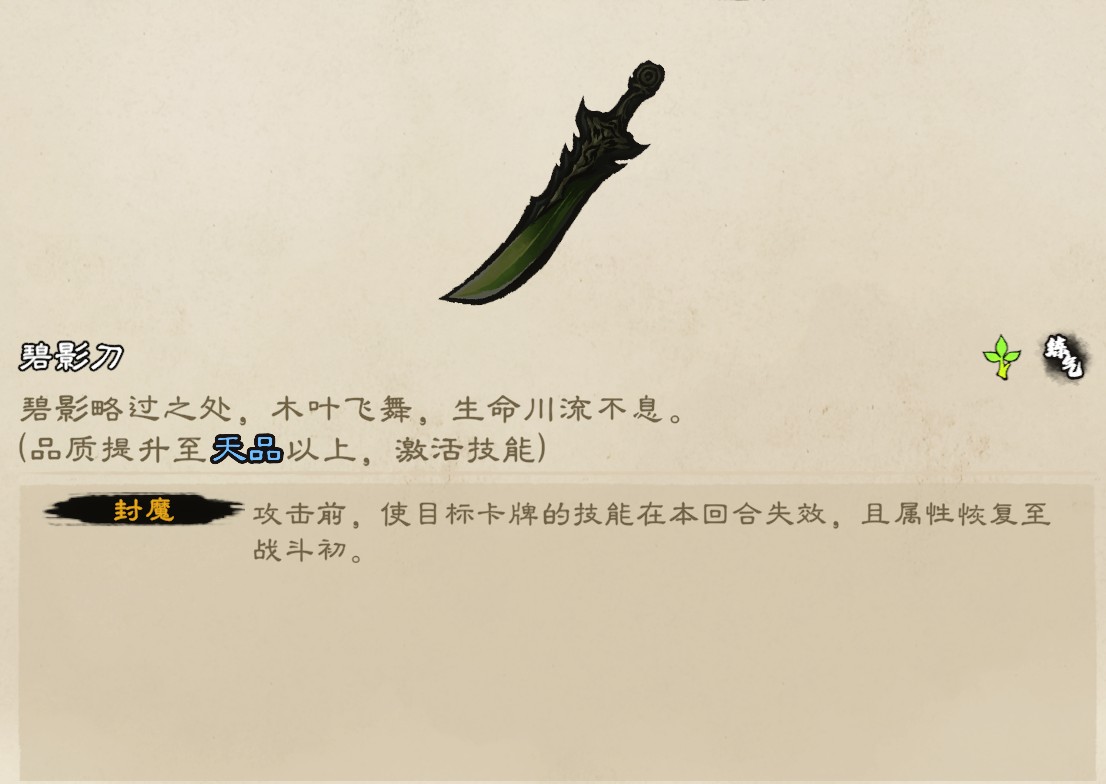 碧影刀
练气
碧影略过之处，木叶飞舞，生命川流不息。
(品质提升至天品以上，激活技能)
封魔
攻击前，使目标卡牌的技能在本回合失效，且属性恢复至
战斗初。